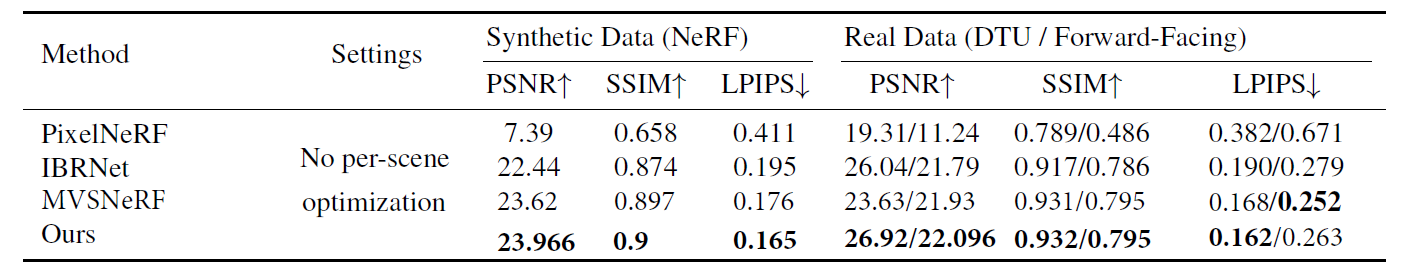 Method Settings Synthetic Data (NeRF) Real Data (DTU / Forward-Facing)
PSNR↑ SSIM↑ LPIPS↓ PSNR↑ SSIM↑ LPIPS↓
PixelNeRF 7.39 0.658 0.411 19.31/11.24 0.789/0.486 0.382/0.671
IBRNet No per-scene 22.44 0.874 0.195 26.04/21.79 0.917/0.786 0.190/0.279
MVSNeRF optimization 23.62 0.897 0.176 23.63/21.93 0.931/0.795 0.168/0.252
Ours 23.966 0.9 0.165 26.92/22.096 0.932/0.795 0.162/0.263